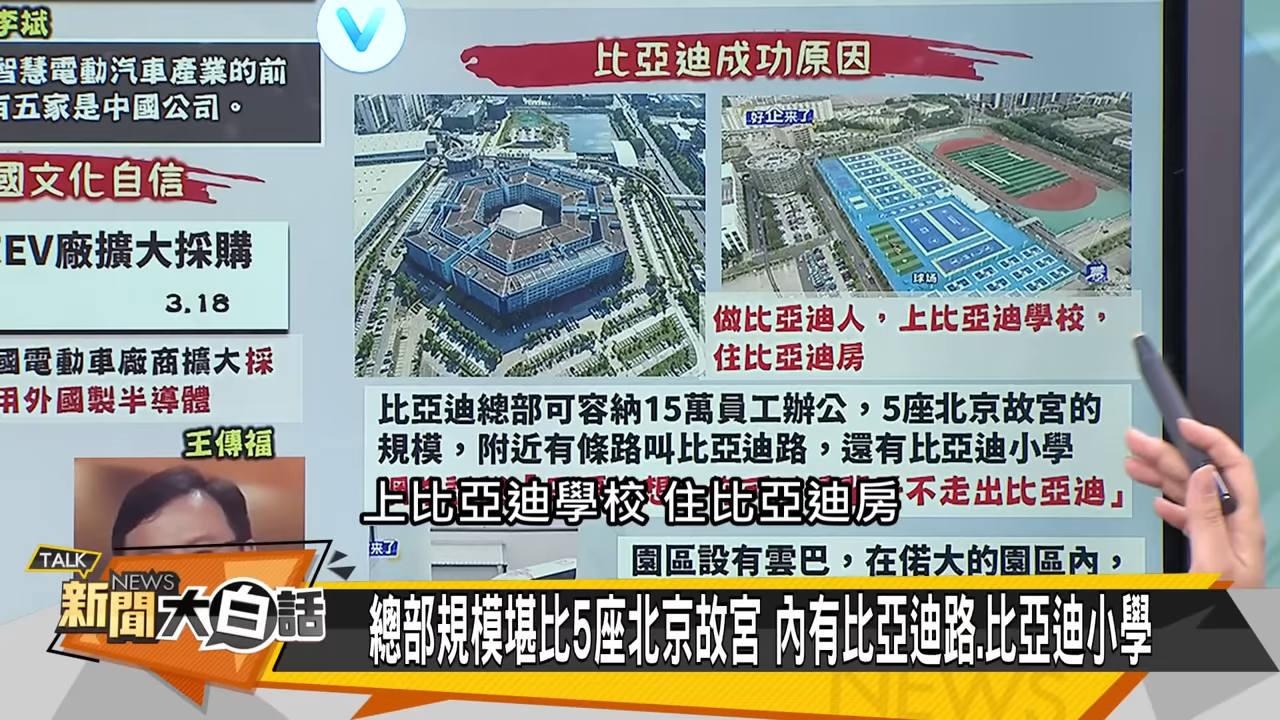 李斌
智慧電動汽車產業的前
有五家是中國公司。
國文化自信
EV廠擴大採購
3.18
國電動車廠商擴大採
用外國製半導體
王傳福
比亞迪成功原因
好企来了
球场
做比亞迪人，上比亞迪學校，
住比亞迪房
比亞迪總部可容納15萬員工辦公，5座北京故宮的
規模，附近有條路叫比亞迪路，還有比亞迪小學
不走出比亞迪」
上比亞迪學校 住比亞迪房
来了
園區設有雲巴，在偌大的園區內，
TALK
NEWS
新聞大白話
總部規模堪比5座北京故宮 內有比亞迪路.比亞迪小學
NEWS